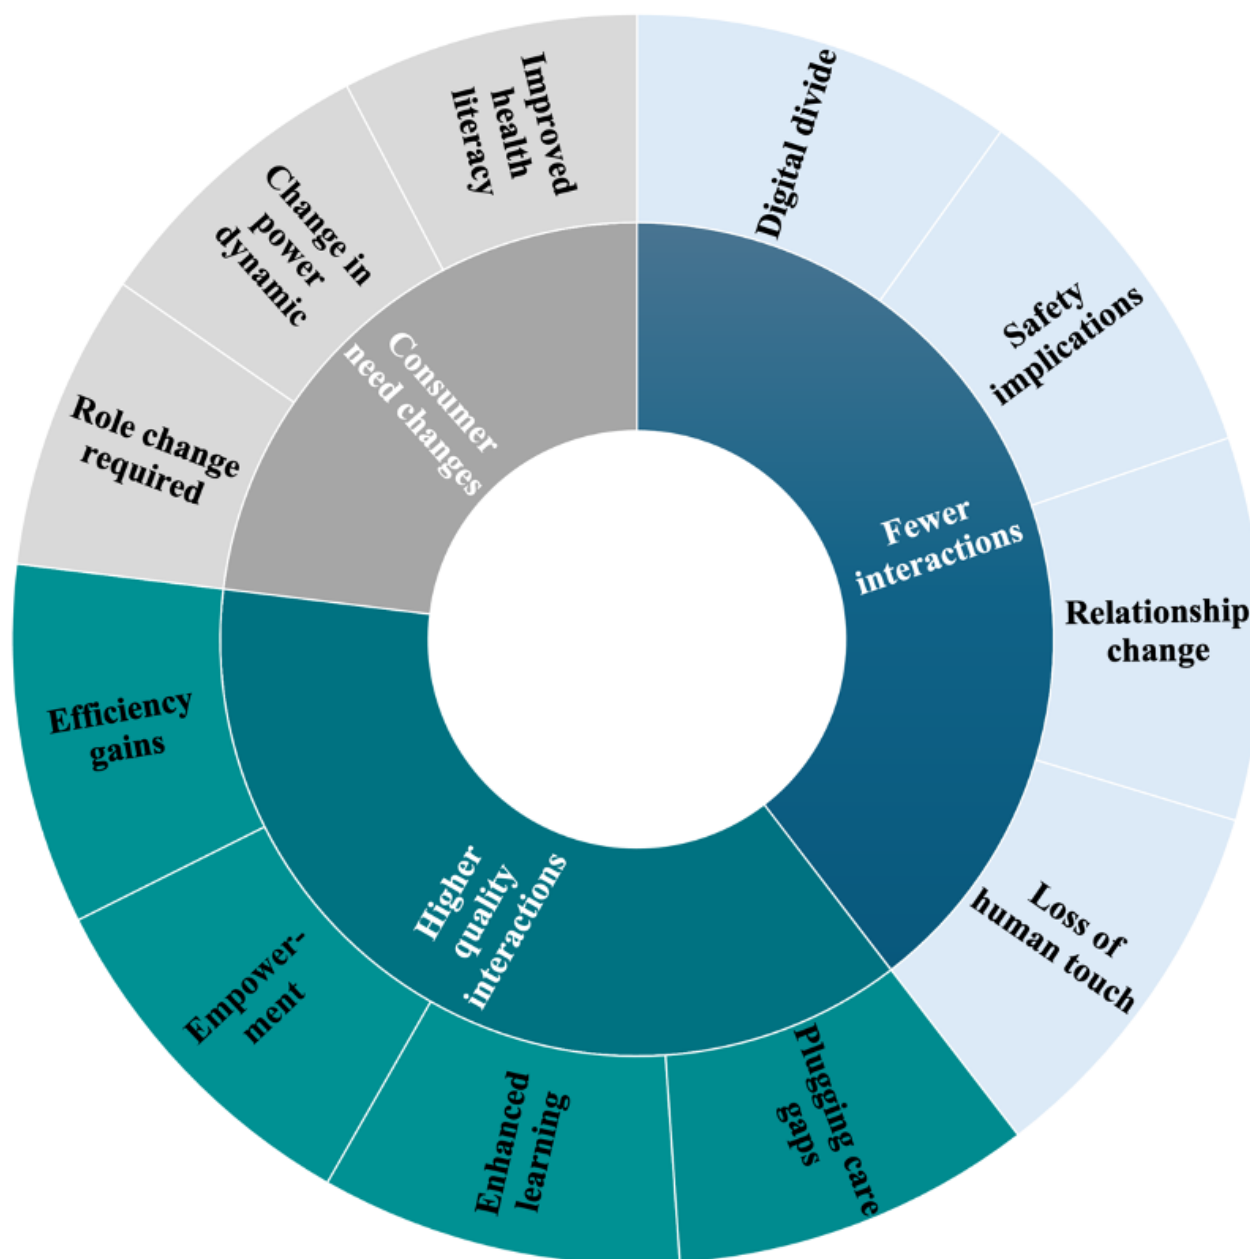 Improved
health
literacy
Digital divide
Change in
power
dynamic
Safety
implications
Consumer
need changes
Role change
required
Fewer
interactions
Relationship
change
Efficiency
gains
Higher
quality
interactions
Loss of
human touch
Empower-
ment
Enhanced
learning
Plugging care
gaps